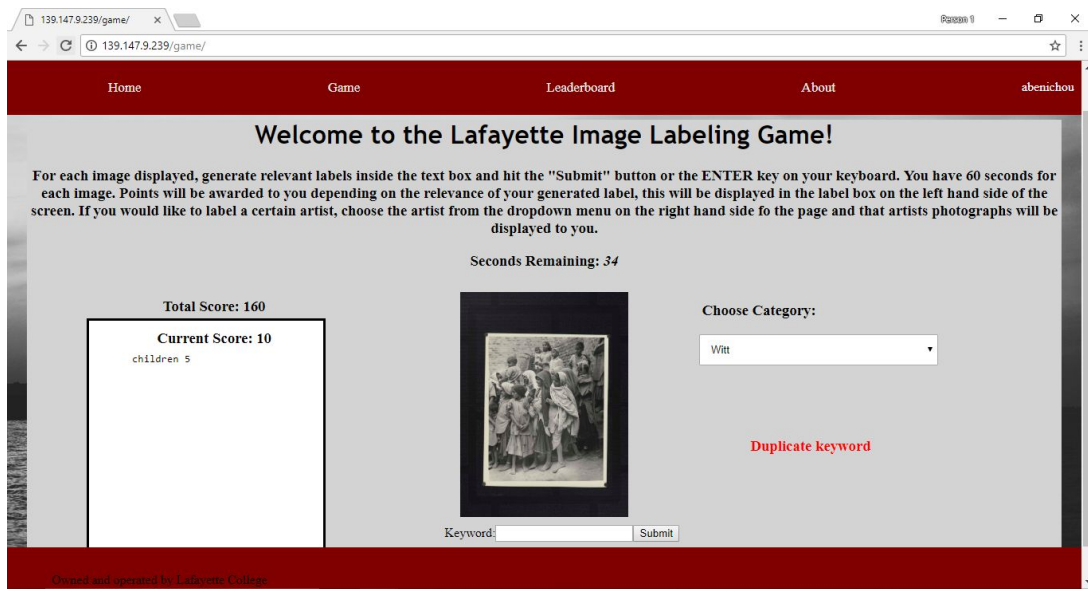 139.147.9.239/game/
Person 1
139.147.9.239/game/
Home Game Leaderboard About abenichou
Welcome to the Lafayette Image Labeling Game!
For each image displayed, generate relevant labels inside the text box and hit the "Submit" button or the ENTER key on your keyboard. You have 60 seconds for
each image. Points will be awarded to you depending on the relevance of your generated label, this will be displayed in the label box on the left hand side of the
screen. If you would like to label a certain artist, choose the artist from the dropdown menu on the right hand side fo the page and that artists photographs will be
displayed to you.
Seconds Remaining: 34
Total Score: 160
Current Score: 10
children 5
Choose Category:
Witt
Duplicate keyword
Keyword: Submit
Owned and operated by Lafayette College